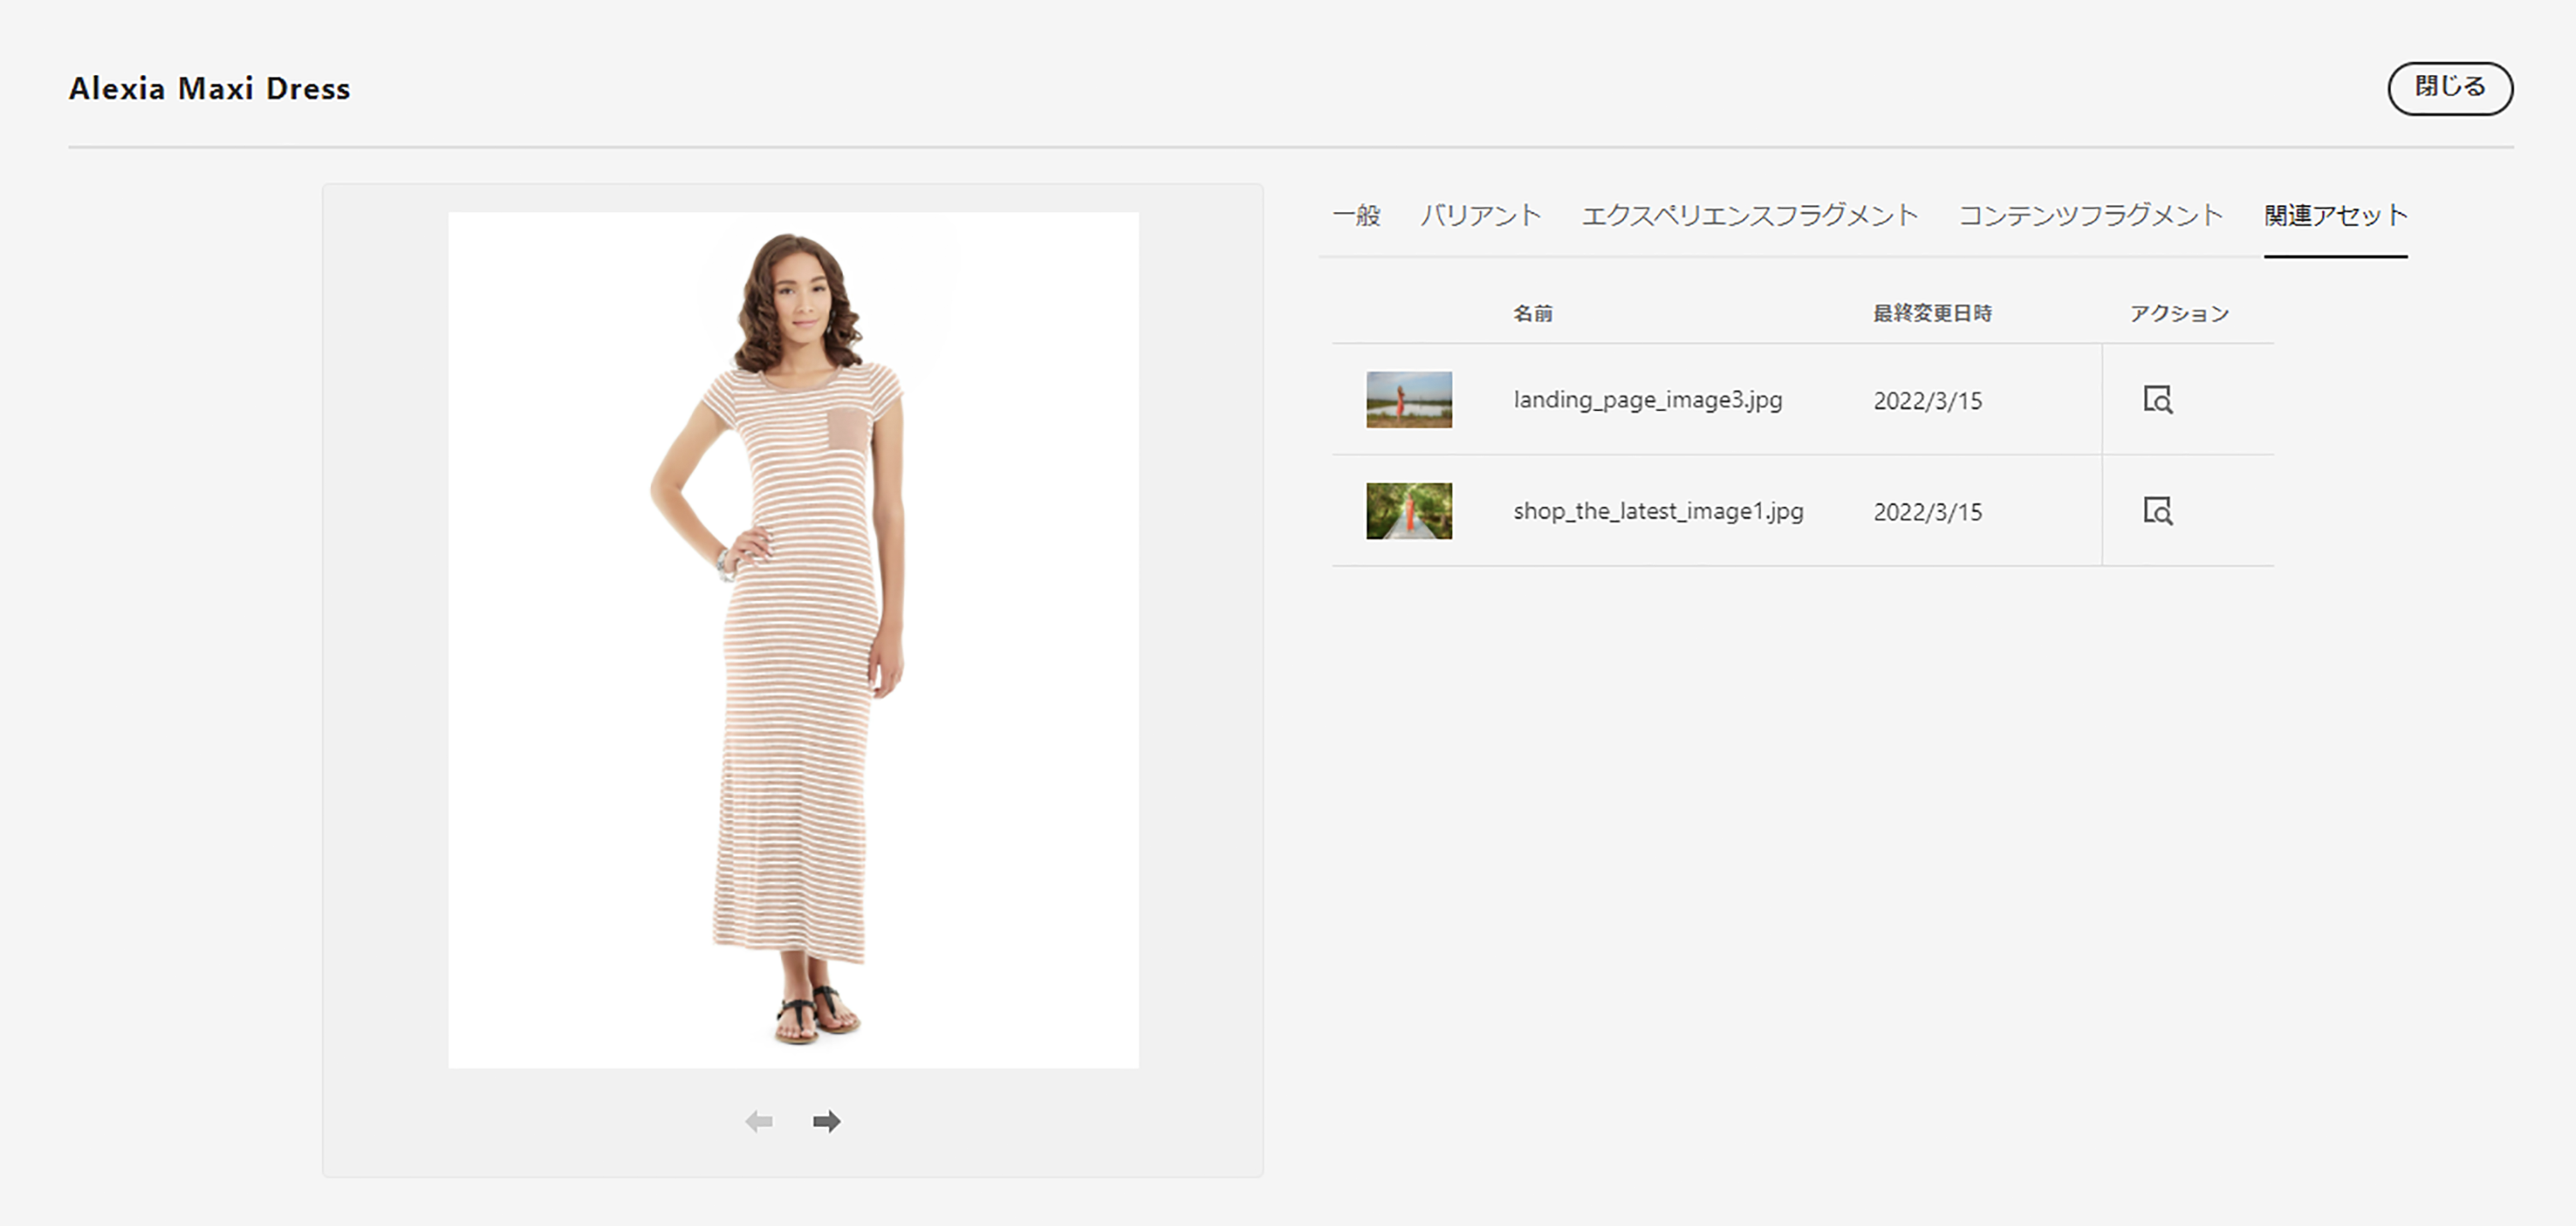 Alexia Maxi Dress
閉じる
一般 バリアント エクスペリエンスフラグメント コンテンツフラグメント 関連アセット
名前 最終変更日時 アクション
landing_page_image3.jpg 2022/3/15
shop_the_latest_image1.jpg 2022/3/15